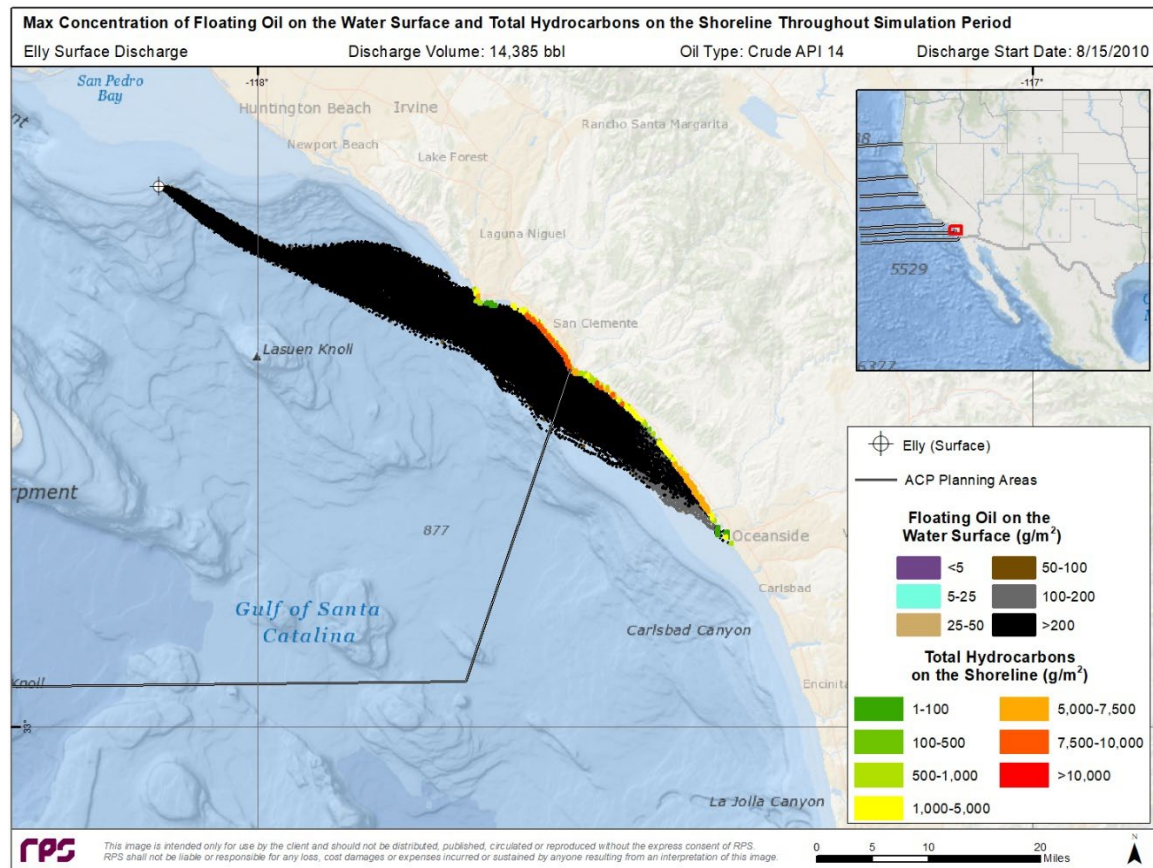 Max Concentration of Floating Oil on the Water Surface and Total Hydrocarbons on the Shoreline Throughout Simulation Period
Elly Surface Discharge Discharge Volume: 14,385 bbl Oil Type: Crude API 14 Discharge Start Date: 8/15/2010
-118
-117
San Pedro
Bay
Huntington Beach
Irvine
Rancho Santa Margarita
Newport Beach
Lake Forest
Laguna Niguel
San Clemente
Lasuen Knoll
Oceanside
Carlsbad
877
Gulf of Santa
Catalina
Carlsbad Canyon
Knoll
Encinita
33
La Jolla Canyon
5529
Elly (Surface)
ACP Planning Areas
Floating Oil on the
Water Surface (g/m²)
<5 50-100
5-25 100-200
25-50 >200
Total Hydrocarbons
on the Shoreline (g/m²)
1-100 5,000-7,500
100-500 7,500-10,000
500-1,000 >10,000
1,000-5,000
rps
This image is intended only for use by the client and should not be distributed, published, circulated or reproduced without the express consent of RPS.
RPS shall not be liable or responsible for any loss, cost damages or expenses incurred or sustained by anyone resulting from an interpretation of this image.
0 5 10 20
Miles
N